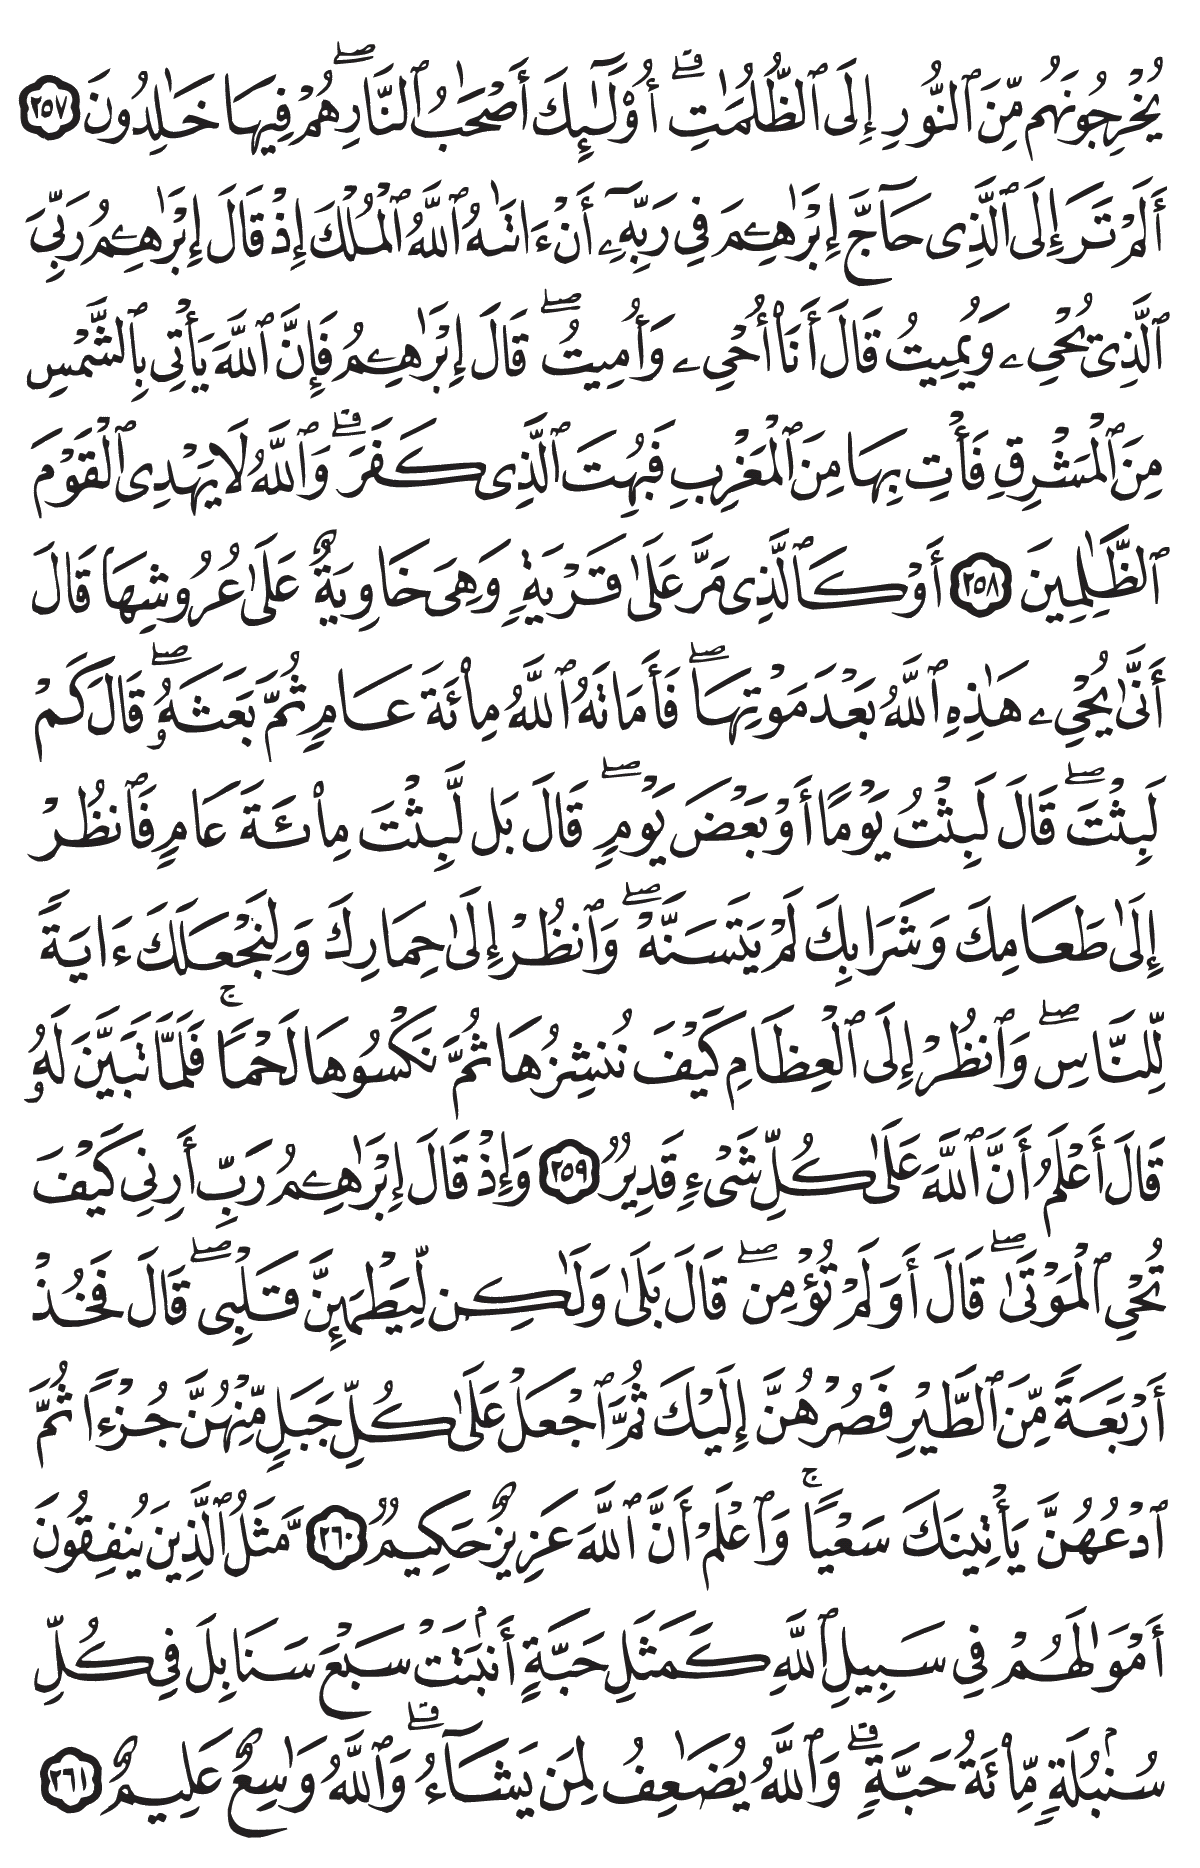 يُخْرِجُونَهُم مِّنَ ٱلنُّورِ إِلَى ٱلظُّلُمَٰتِ ۗ أُو۟لَٰٓئِكَ أَصْحَٰبُ ٱلنَّارِ ۖ هُمْ فِيهَا خَٰلِدُونَ ٢٥٧
أَلَمْ تَرَ إِلَى ٱلَّذِى حَآجَّ إِبْرَٰهِۦمَ فِى رَبِّهِۦٓ أَنْ ءَاتَىٰهُ ٱللَّهُ ٱلْمُلْكَ إِذْ قَالَ إِبْرَٰهِۦمُ رَبِّىَ
ٱلَّذِى يُحْىِۦ وَيُمِيتُ قَالَ أَنَا۠ أُحْىِۦ وَأُمِيتُ ۖ قَالَ إِبْرَٰهِۦمُ فَإِنَّ ٱللَّهَ يَأْتِى بِٱلشَّمْسِ
مِنَ ٱلْمَشْرِقِ فَأْتِ بِهَا مِنَ ٱلْمَغْرِبِ فَبُهِتَ ٱلَّذِى كَفَرَ ۗ وَٱللَّهُ لَا يَهْدِى ٱلْقَوْمَ
ٱلظَّٰلِمِينَ ٢٥٨ أَوْ كَٱلَّذِى مَرَّ عَلَىٰ قَرْيَةٍ وَهِىَ خَاوِيَةٌ عَلَىٰ عُرُوشِهَا قَالَ
أَنَّىٰ يُحْىِۦ هَٰذِهِ ٱللَّهُ بَعْدَ مَوْتِهَا ۖ فَأَمَاتَهُ ٱللَّهُ مِا۟ئَةَ عَامٍ ثُمَّ بَعَثَهُۥ ۖ قَالَ كَمْ
لَبِثْتَ ۖ قَالَ لَبِثْتُ يَوْمًا أَوْ بَعْضَ يَوْمٍ ۖ قَالَ بَل لَّبِثْتَ مِا۟ئَةَ عَامٍ فَٱنظُرْ
إِلَىٰ طَعَامِكَ وَشَرَابِكَ لَمْ يَتَسَنَّهْ ۖ وَٱنظُرْ إِلَىٰ حِمَارِكَ وَلِنَجْعَلَكَ ءَايَةً
لِّلنَّاسِ ۖ وَٱنظُرْ إِلَى ٱلْعِظَامِ كَيْفَ نُنشِزُهَا ثُمَّ نَكْسُوهَا لَحْمًا ۚ فَلَمَّا تَبَيَّنَ لَهُۥ
قَالَ أَعْلَمُ أَنَّ ٱللَّهَ عَلَىٰ كُلِّ شَىْءٍ قَدِيرٌ ٢٥٩ وَإِذْ قَالَ إِبْرَٰهِۦمُ رَبِّ أَرِنِى كَيْفَ
تُحْىِ ٱلْمَوْتَىٰ ۖ قَالَ أَوَلَمْ تُؤْمِن ۖ قَالَ بَلَىٰ وَلَٰكِن لِّيَطْمَئِنَّ قَلْبِى ۖ قَالَ فَخُذْ
أَرْبَعَةً مِّنَ ٱلطَّيْرِ فَصُرْهُنَّ إِلَيْكَ ثُمَّ ٱجْعَلْ عَلَىٰ كُلِّ جَبَلٍ مِّنْهُنَّ جُزْءًا ثُمَّ
ٱدْعُهُنَّ يَأْتِينَكَ سَعْيًا ۚ وَٱعْلَمْ أَنَّ ٱللَّهَ عَزِيزٌ حَكِيمٌ ٢٦٠ مَّثَلُ ٱلَّذِينَ يُنفِقُونَ
أَمْوَٰلَهُمْ فِى سَبِيلِ ٱللَّهِ كَمَثَلِ حَبَّةٍ أَنۢبَتَتْ سَبْعَ سَنَابِلَ فِى كُلِّ
سُنۢبُلَةٍ مِّا۟ئَةُ حَبَّةٍ ۗ وَٱللَّهُ يُضَٰعِفُ لِمَن يَشَآءُ ۗ وَٱللَّهُ وَٰسِعٌ عَلِيمٌ ٢٦١